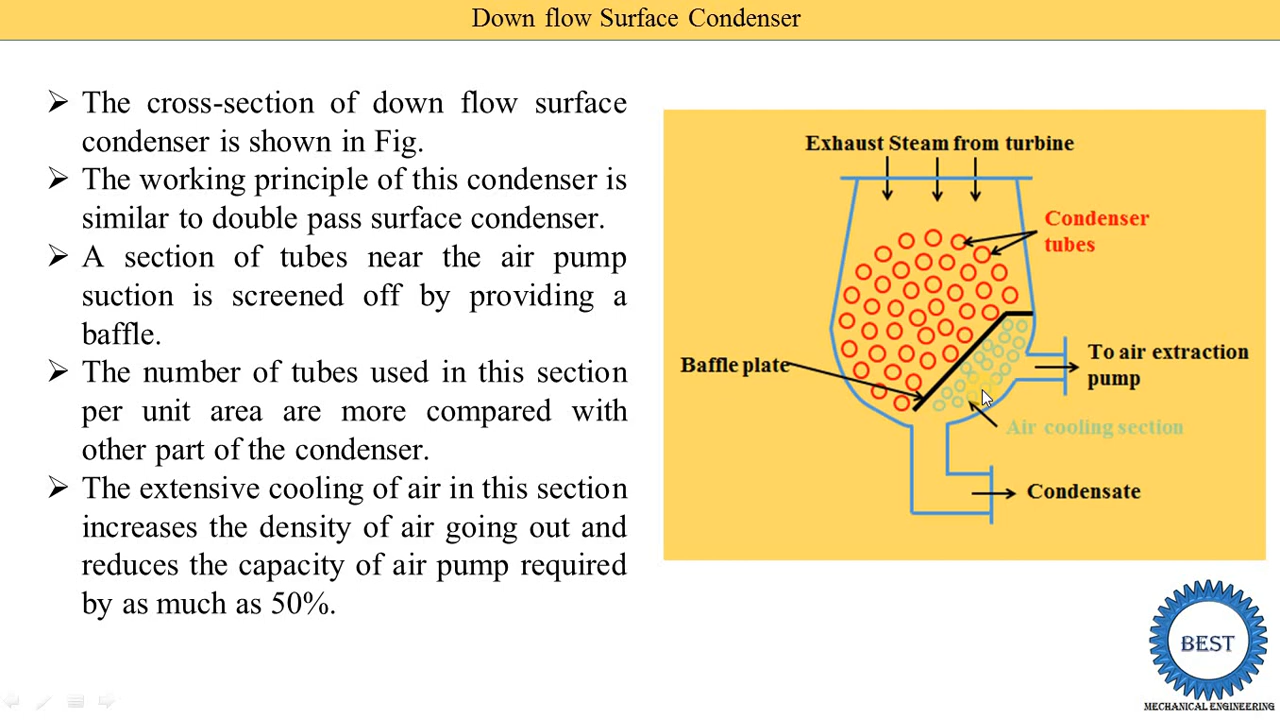 Down flow Surface Condenser
➢ The cross-section of down flow surface
condenser is shown in Fig.
➢ The working principle of this condenser is
similar to double pass surface condenser.
➢ A section of tubes near the air pump
suction is screened off by providing a
baffle.
➢ The number of tubes used in this section
per unit area are more compared with
other part of the condenser.
➢ The extensive cooling of air in this section
increases the density of air going out and
reduces the capacity of air pump required
by as much as 50%.
Exhaust Steam from turbine
Condenser
tubes
Baffle plate
To air extraction
pump
Air cooling section
Condensate
BEST
MECHANICAL ENGINEERING